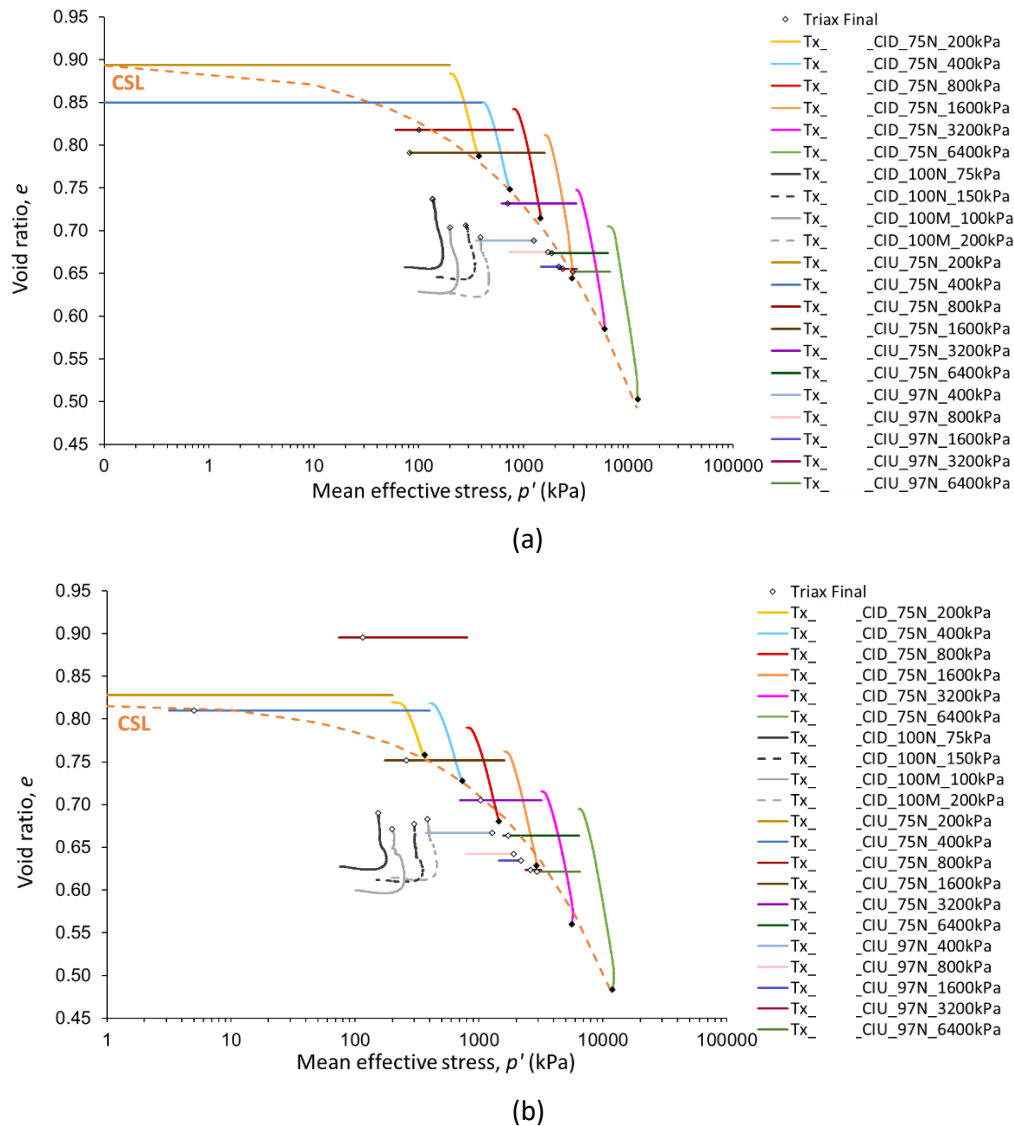 0.95
0.90
0.85
0.80
0.75
0.70
0.65
0.60
0.55
0.50
0.45
Void ratio, e
CSL
0 1 10 100 1000 10000 100000
Mean effective stress, p' (kPa)
Triax Final
Tx_ _CID_75N_200kPa
Tx_ _CID_75N_400kPa
Tx_ _CID_75N_800kPa
Tx_ _CID_75N_1600kPa
Tx_ _CID_75N_3200kPa
Tx_ _CID_75N_6400kPa
Tx_ _CID_100N_75kPa
Tx_ _CID_100N_150kPa
Tx_ _CID_100M_100kPa
Tx_ _CID_100M_200kPa
Tx_ _CIU_75N_200kPa
Tx_ _CIU_75N_400kPa
Tx_ _CIU_75N_800kPa
Tx_ _CIU_75N_1600kPa
Tx_ _CIU_75N_3200kPa
Tx_ _CIU_75N_6400kPa
Tx_ _CIU_97N_400kPa
Tx_ _CIU_97N_800kPa
Tx_ _CIU_97N_1600kPa
Tx_ _CIU_97N_3200kPa
Tx_ _CIU_97N_6400kPa
(a)
0.95
0.90
0.85
0.80
0.75
0.70
0.65
0.60
0.55
0.50
0.45
Void ratio, e
CSL
1 10 100 1000 10000 100000
Mean effective stress, p' (kPa)
Triax Final
Tx_ _CID_75N_200kPa
Tx_ _CID_75N_400kPa
Tx_ _CID_75N_800kPa
Tx_ _CID_75N_1600kPa
Tx_ _CID_75N_3200kPa
Tx_ _CID_75N_6400kPa
Tx_ _CID_100N_75kPa
Tx_ _CID_100N_150kPa
Tx_ _CID_100M_100kPa
Tx_ _CID_100M_200kPa
Tx_ _CIU_75N_200kPa
Tx_ _CIU_75N_400kPa
Tx_ _CIU_75N_800kPa
Tx_ _CIU_75N_1600kPa
Tx_ _CIU_75N_3200kPa
Tx_ _CIU_75N_6400kPa
Tx_ _CIU_97N_400kPa
Tx_ _CIU_97N_800kPa
Tx_ _CIU_97N_1600kPa
Tx_ _CIU_97N_3200kPa
Tx_ _CIU_97N_6400kPa
(b)